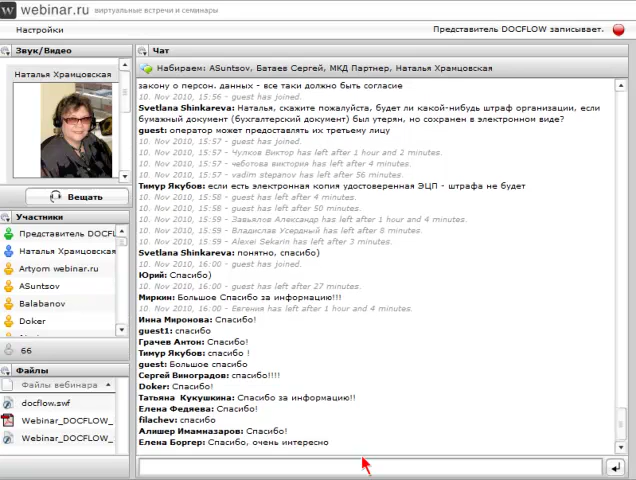 w webinar.ru виртуальные встречи и семинары
Настройки
Представитель DOCFLOW записывает.
Звук/Видео
Наталья Храмцовская
Вещать
Участники
Представитель DOCFL
Наталья Храмцовская
Artyom webinar.ru
ASuntsov
Balabanov
Doker
66
Файлы
Файлы вебинара
docflow.swf
Webinar_DOCFLOW_
Webinar_DOCFLOW_
Чат
Набираем: ASuntsov, Батаев Сергей, МКД Партнер, Наталья Храмцовская
закону о персон. данных - все таки должно быть согласие
10. Nov 2010, 15:56 - guest has joined.
Svetlana Shinkareva: Наталья, скажите пожалуйста, будет ли какой-нибудь штраф организации, если
бумажный документ (бухгалтерский документ) был утерян, но сохранен в электронном виде?
guest: оператор может предоставлять их третьему лицу
10. Nov 2010, 15:57 - guest has joined.
10. Nov 2010, 15:57 - Чулков Виктор has left after 1 hour and 2 minutes.
10. Nov 2010, 15:57 - чеботова виктория has left after 4 minutes.
10. Nov 2010, 15:57 - vadim stepanov has left after 56 minutes.
Тимур Якубов: если есть электронная копия удостоверенная ЭЦП - штрафа не будет
10. Nov 2010, 15:58 - guest has left after 4 minutes.
10. Nov 2010, 15:58 - guest has left after 50 minutes.
10. Nov 2010, 15:59 - Завьялов Александр has left after 1 hour and 4 minutes.
10. Nov 2010, 15:59 - Владислав Усердный has left after 8 minutes.
10. Nov 2010, 15:59 - Alexei Sekarin has left after 3 minutes.
Svetlana Shinkareva: понятно, спасибо)
10. Nov 2010, 16:00 - guest has joined.
Юрий: Спасибо)
10. Nov 2010, 16:00 - guest has left after 27 minutes.
Миркин: Большое Спасибо за информацию!!!
10. Nov 2010, 16:00 - Евгения has left after 1 hour and 4 minutes.
Инна Миронова: Спасибо!
guest1: спасибо
Грачев Антон: Спасибо!
Тимур Якубов: спасибо !
guest: Большое спасибо
Сергей Виноградов: спасибо!!!!
Doker: Спасибо!
Татьяна Кукушкина: Спасибо за информацию!!
Елена Федяева: Спасибо!
filachev: спасибо
Алишер Имамназаров: Спасибо!
Елена Боргер: Спасибо, очень интересно